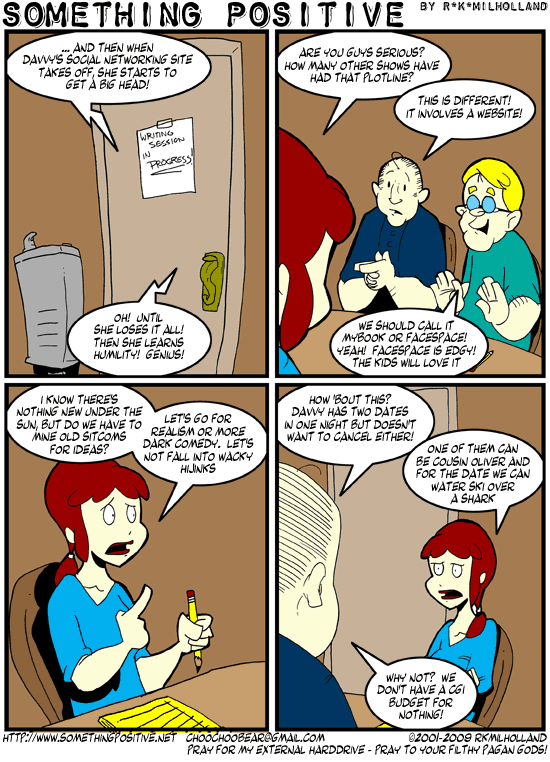 SOMETHING POSITIVE BY R*K*MILHOLLAND
... AND THEN WHEN
DAVVY'S SOCIAL NETWORKING SITE
TAKES OFF, SHE STARTS TO
GET A BIG HEAD!
WRITING
SESSION
IN
PROGRESS!
OH! UNTIL
SHE LOSES IT ALL!
THEN SHE LEARNS
HUMILITY! GENIUS!
ARE YOU GUYS SERIOUS?
HOW MANY OTHER SHOWS HAVE
HAD THAT PLOTLINE?
THIS IS DIFFERENT!
IT INVOLVES A WEBSITE!
WE SHOULD CALL IT
MYBOOK OR FACESPACE!
YEAH! FACESPACE IS EDGY!
THE KIDS WILL LOVE IT
I KNOW THERE'S
NOTHING NEW UNDER THE
SUN, BUT DO WE HAVE TO
MINE OLD SITCOMS
FOR IDEAS?
LET'S GO FOR
REALISM OR MORE
DARK COMEDY. LET'S
NOT FALL INTO WACKY
HIJINKS
HOW 'BOUT THIS?
DAVVY HAS TWO DATES
IN ONE NIGHT BUT DOESN'T
WANT TO CANCEL EITHER!
ONE OF THEM CAN
BE COUSIN OLIVER AND
FOR THE DATE WE CAN
WATER SKI OVER
A SHARK
WHY NOT? WE
DON'T HAVE A CGI
BUDGET FOR
NOTHING!
HTTP://WWW.SOMETHINGPOSITIVE.NET CHOOCHOOBEAR@GMAIL.COM ©2001-2009 RKMILHOLLAND
PRAY FOR MY EXTERNAL HARDDRIVE - PRAY TO YOUR FILTHY PAGAN GODS!